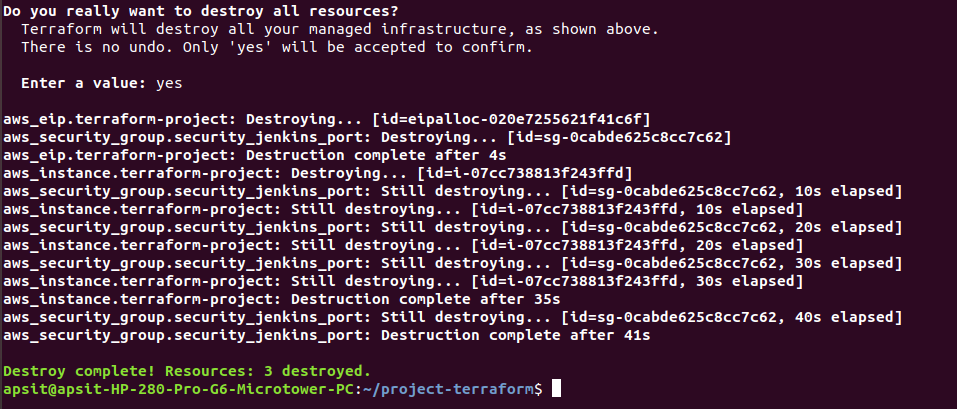 Do you really want to destroy all resources?
  Terraform will destroy all your managed infrastructure, as shown above.
  There is no undo. Only 'yes' will be accepted to confirm.

  Enter a value: yes

aws_eip.terraform-project: Destroying... [id=eipalloc-020e7255621f41c6f]
aws_security_group.security_jenkins_port: Destroying... [id=sg-0cabde625c8cc7c62]
aws_eip.terraform-project: Destruction complete after 4s
aws_instance.terraform-project: Destroying... [id=i-07cc738813f243ffd]
aws_security_group.security_jenkins_port: Still destroying... [id=sg-0cabde625c8cc7c62, 10s elapsed]
aws_instance.terraform-project: Still destroying... [id=i-07cc738813f243ffd, 10s elapsed]
aws_security_group.security_jenkins_port: Still destroying... [id=sg-0cabde625c8cc7c62, 20s elapsed]
aws_instance.terraform-project: Still destroying... [id=i-07cc738813f243ffd, 20s elapsed]
aws_security_group.security_jenkins_port: Still destroying... [id=sg-0cabde625c8cc7c62, 30s elapsed]
aws_instance.terraform-project: Still destroying... [id=i-07cc738813f243ffd, 30s elapsed]
aws_instance.terraform-project: Destruction complete after 35s
aws_security_group.security_jenkins_port: Still destroying... [id=sg-0cabde625c8cc7c62, 40s elapsed]
aws_security_group.security_jenkins_port: Destruction complete after 41s

Destroy complete! Resources: 3 destroyed.
apsit@apsit-HP-280-Pro-G6-Microtower-PC:~/project-terraform$